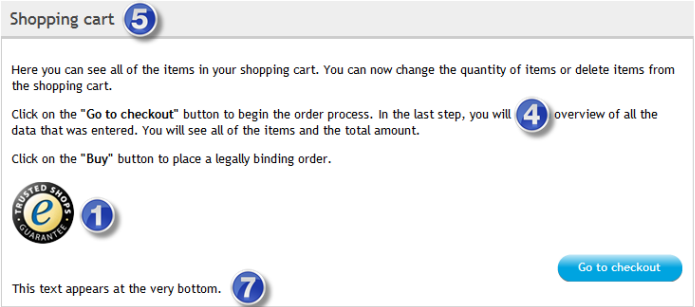 Shopping cart 5
Here you can see all of the items in your shopping cart. You can now change the quantity of items or delete items from
the shopping cart.
Click on the "Go to checkout" button to begin the order process. In the last step, you will 4 overview of all the
data that was entered. You will see all of the items and the total amount.
Click on the "Buy" button to place a legally binding order.
TRUSTED SHOPS
e
GUARANTEE
1
Go to checkout
This text appears at the very bottom. 7